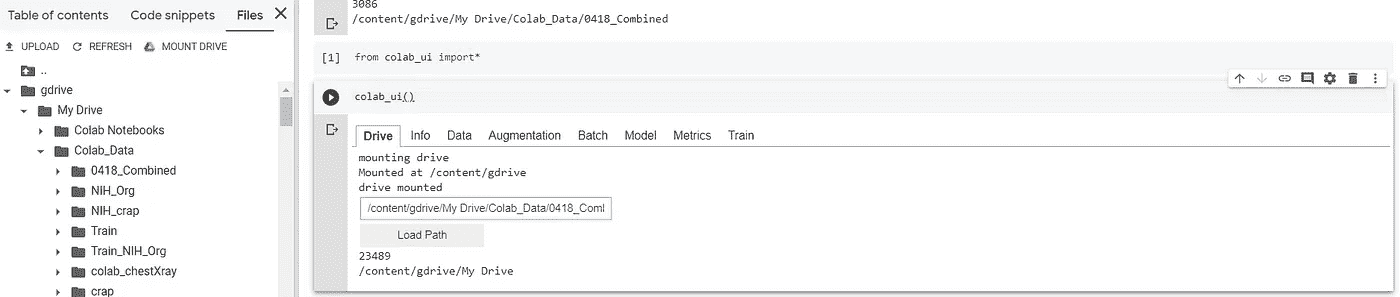 Table of contents Code snippets Files
UPLOAD REFRESH MOUNT DRIVE
..
gdrive
My Drive
Colab Notebooks
Colab_Data
0418_Combined
NIH_Org
NIH_crap
Train
Train_NIH_Org
colab_chestXray
crap
3086
/content/gdrive/My Drive/Colab_Data/0418_Combined
[1] from colab_ui import*
colab_ui()
Drive Info Data Augmentation Batch Model Metrics Train
mounting drive
Mounted at /content/gdrive
drive mounted
/content/gdrive/My Drive/Colab_Data/0418_Coml
Load Path
23489
/content/gdrive/My Drive